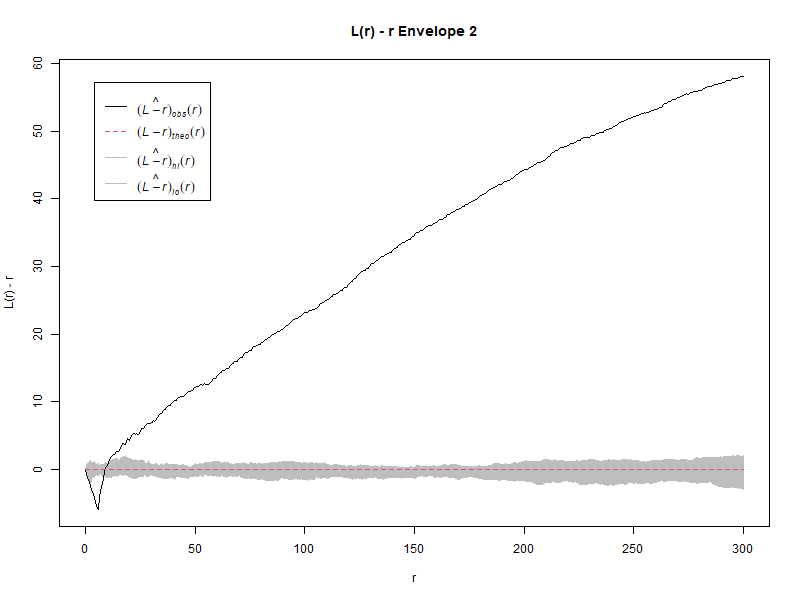 L(r) - r Envelope 2
60
50
40
30
20
10
0
L(r) - r
(L-^r)obs(r)
(L-r)theo(r)
(L-^r)hi(r)
(L-^r)lo(r)
0 50 100 150 200 250 300
r